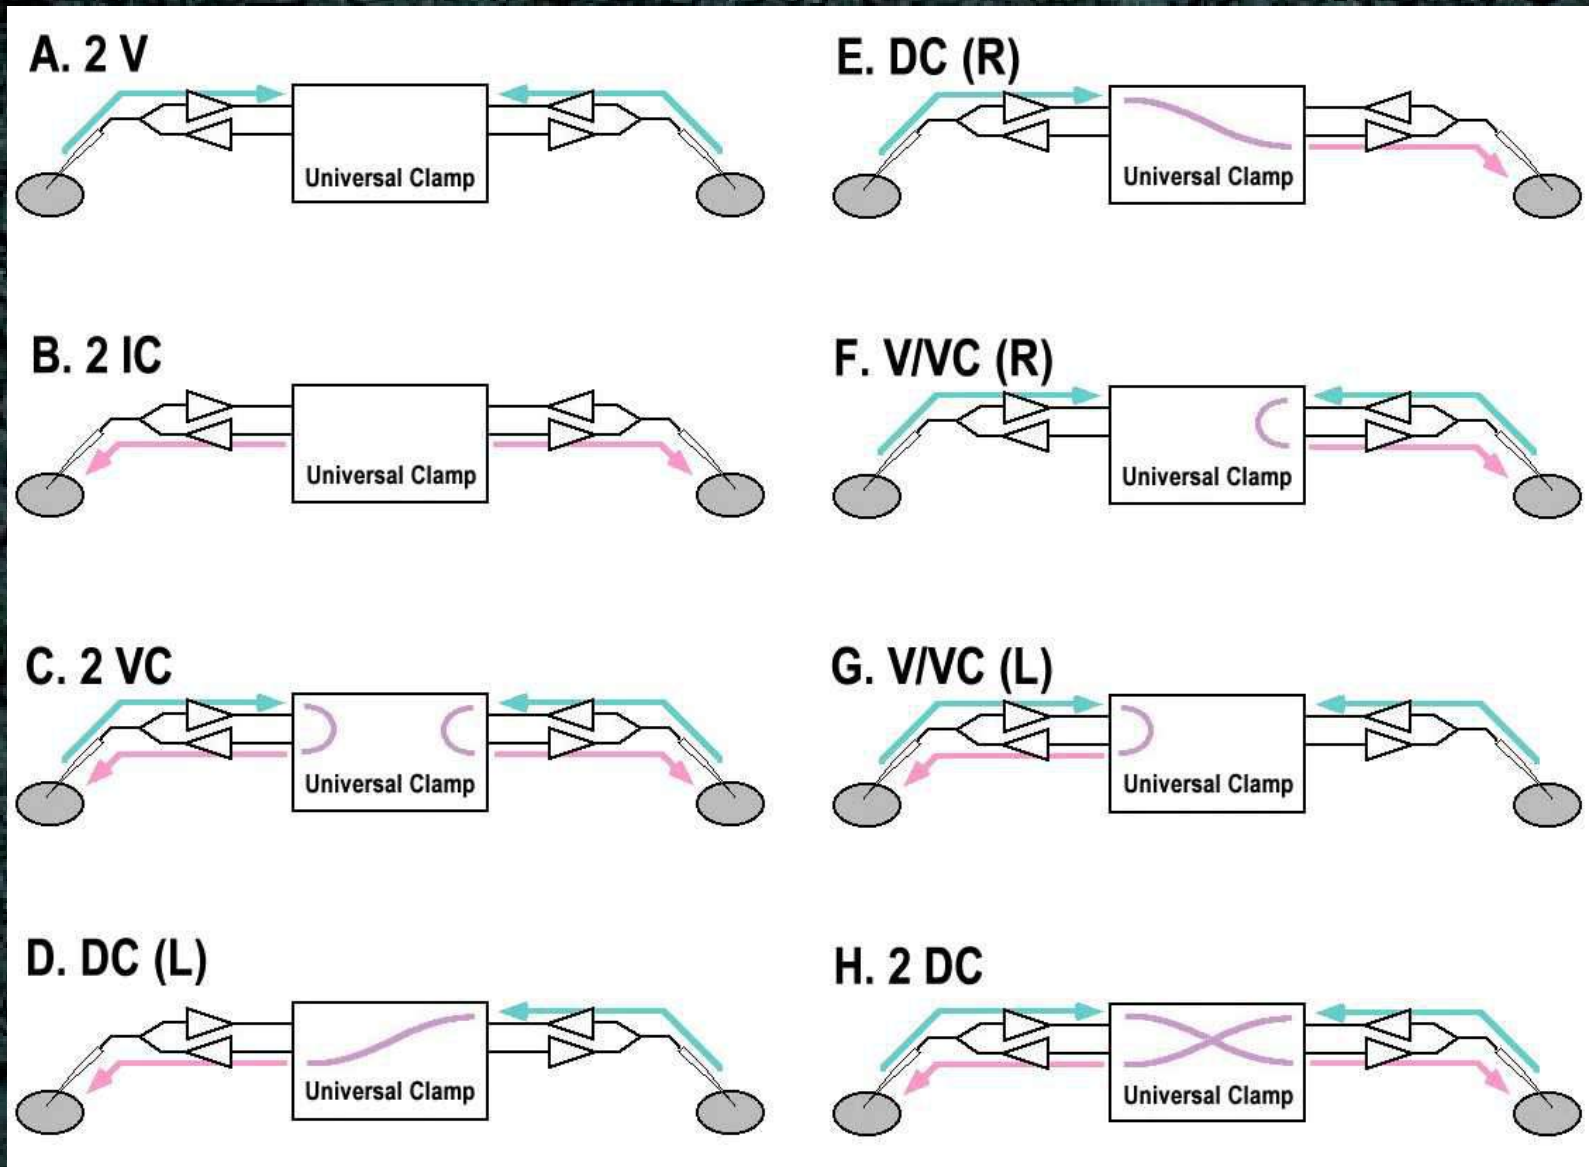 A. 2 V
Universal Clamp
B. 2 IC
Universal Clamp
C. 2 VC
Universal Clamp
D. DC (L)
Universal Clamp
E. DC (R)
Universal Clamp
F. V/VC (R)
Universal Clamp
G. V/VC (L)
Universal Clamp
H. 2 DC
Universal Clamp